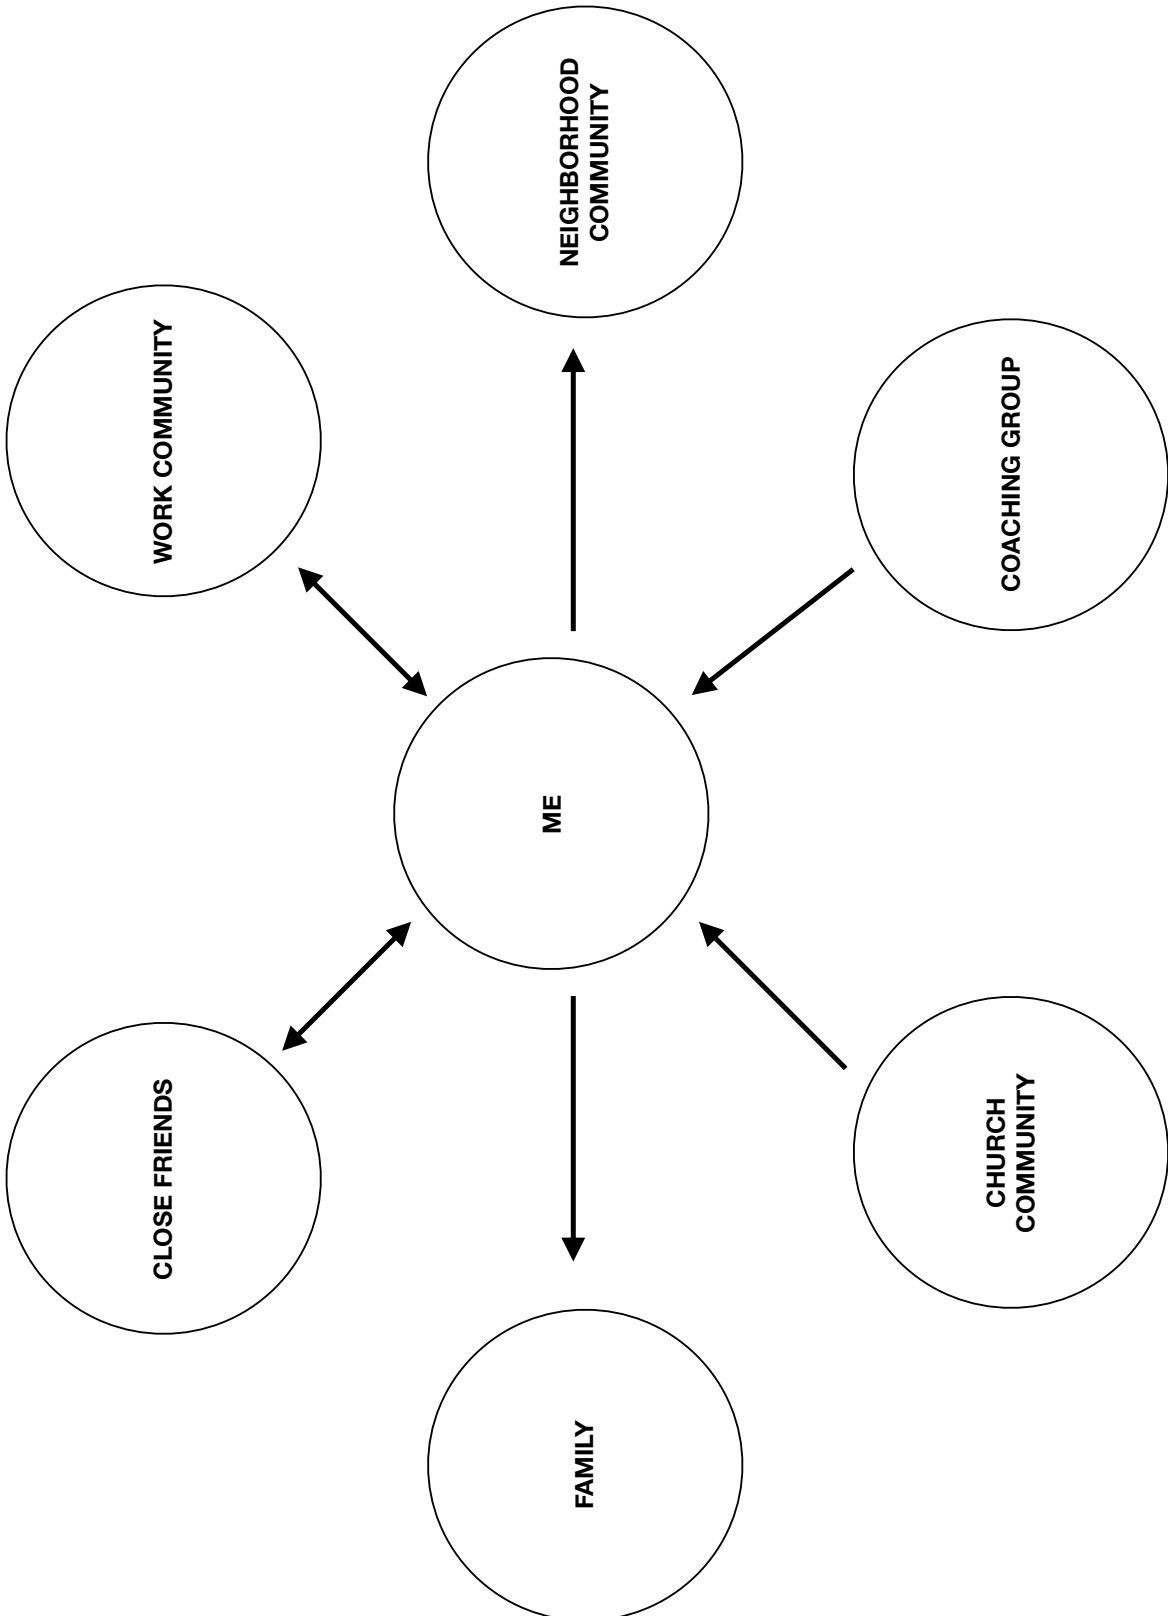 CLOSE FRIENDS
WORK COMMUNITY
FAMILY
ME
NEIGHBORHOOD
COMMUNITY
CHURCH
COMMUNITY
COACHING GROUP